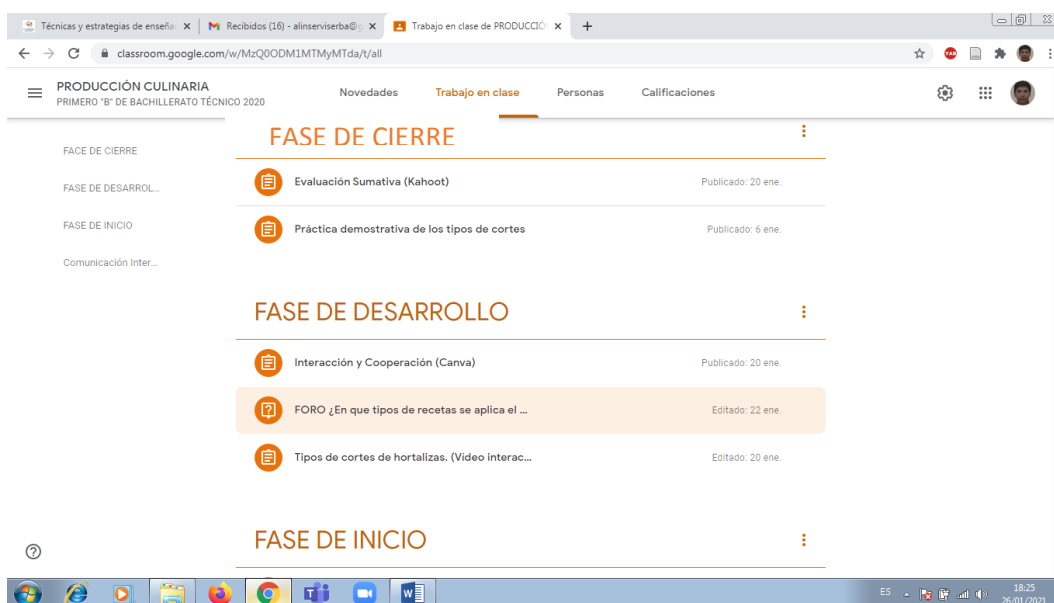 Técnicas y estrategias de enseña
Recibidos (16) - alinserviserba@g
Trabajo en clase de PRODUCCIÓ
classroom.google.com/w/MzQ0ODM1MTMyMTda/t/all
PRODUCCIÓN CULINARIA
PRIMERO "B" DE BACHILLERATO TÉCNICO 2020
Novedades
Trabajo en clase
Personas
Calificaciones
FACE DE CIERRE
FASE DE DESARROL...
FASE DE INICIO
Comunicación Inter...
FASE DE CIERRE
Evaluación Sumativa (Kahoot) Publicado: 20 ene.
Práctica demostrativa de los tipos de cortes Publicado: 6 ene.
FASE DE DESARROLLO
Interacción y Cooperación (Canva) Publicado: 20 ene.
FORO ¿En que tipos de recetas se aplica el ... Editado: 22 ene.
Tipos de cortes de hortalizas. (Video interac... Editado: 20 ene.
FASE DE INICIO
ES
18:25
26/01/2021